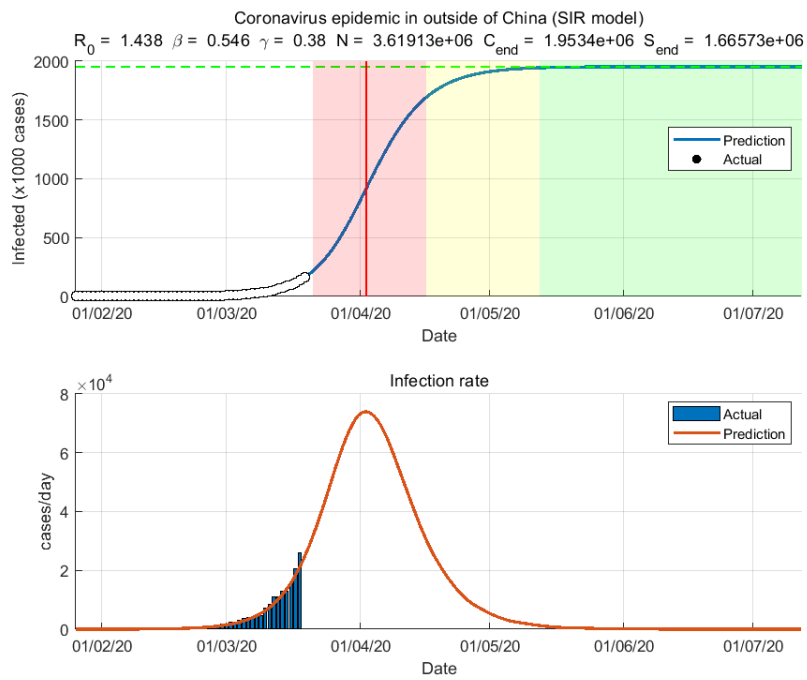 Coronavirus epidemic in outside of China (SIR model)
R0 = 1.438 β = 0.546 γ = 0.38 N = 3.61913e+06 Cend = 1.9534e+06 Send = 1.66573e+06
2000
1500
1000
500
0
Infected (x1000 cases)
Prediction
Actual
01/02/20 01/03/20 01/04/20 01/05/20 01/06/20 01/07/20
Date
Infection rate
×10^4
8
6
4
2
0
cases/day
Actual
Prediction
01/02/20 01/03/20 01/04/20 01/05/20 01/06/20 01/07/20
Date